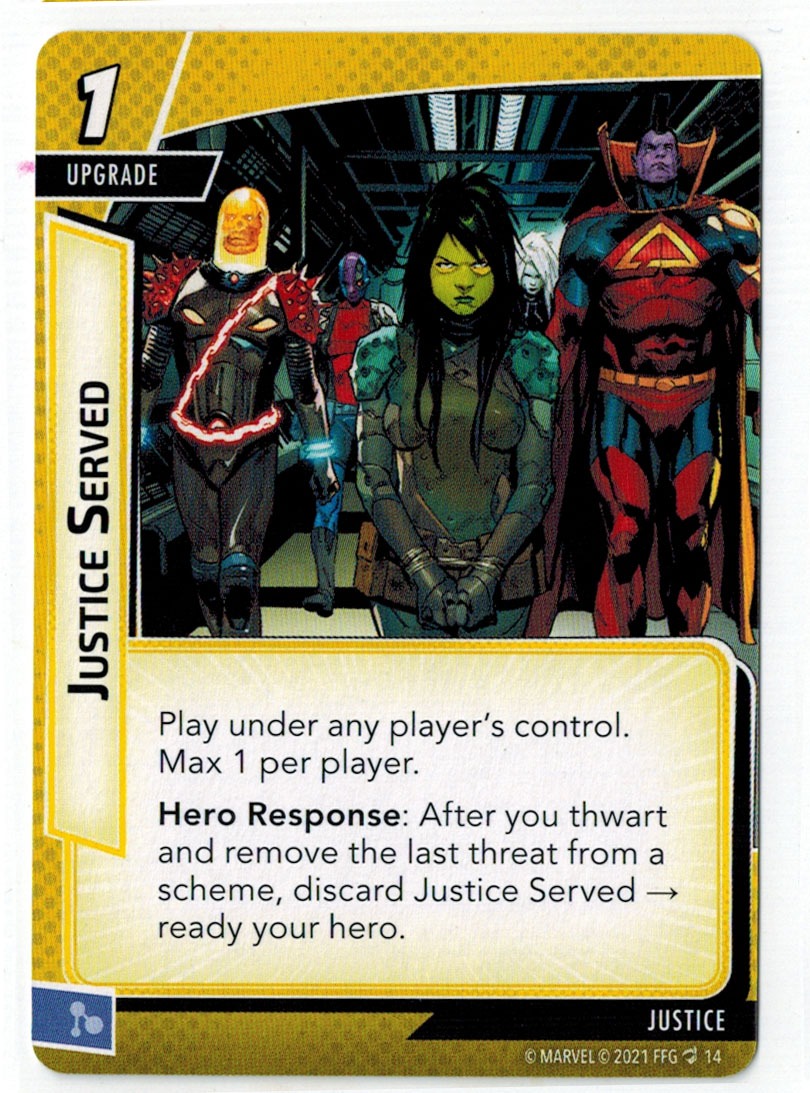 1
UPGRADE
JUSTICE SERVED
Play under any player's control.
Max 1 per player.
Hero Response: After you thwart
and remove the last threat from a
scheme, discard Justice Served →
ready your hero.
JUSTICE
© MARVEL © 2021 FFG 14